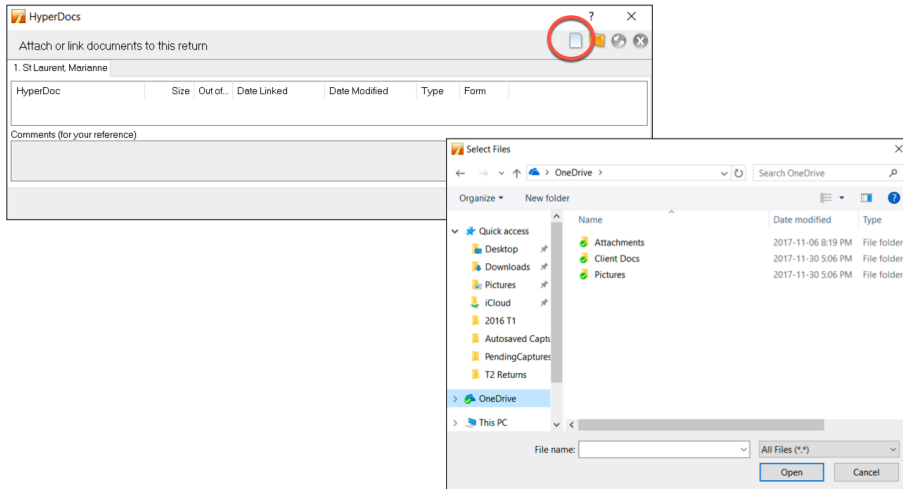 HyperDocs
?
Attach or link documents to this return
1. St Laurent, Marianne
HyperDoc Size Out of... Date Linked Date Modified Type Form
Comments (for your reference)
Select Files
> OneDrive >
Search OneDrive
Organize
New folder
?
Name Date modified Type
Quick access
Desktop
Downloads
Pictures
iCloud
2016 T1
Autosaved Captu
PendingCaptures
T2 Returns
OneDrive
This PC
Attachments 2017-11-06 8:19 PM File folder
Client Docs 2017-11-30 5:06 PM File folder
Pictures 2017-11-30 5:06 PM File folder
File name:
All Files (*.*)
Open
Cancel